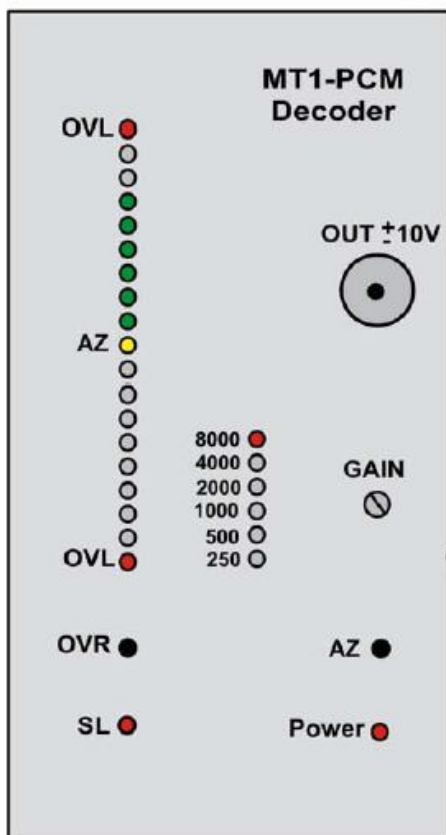 MT1-PCM
Decoder
OVL
OUT ±10V
AZ
8000
4000
2000
1000
500
250
GAIN
OVL
OVR
AZ
SL
Power